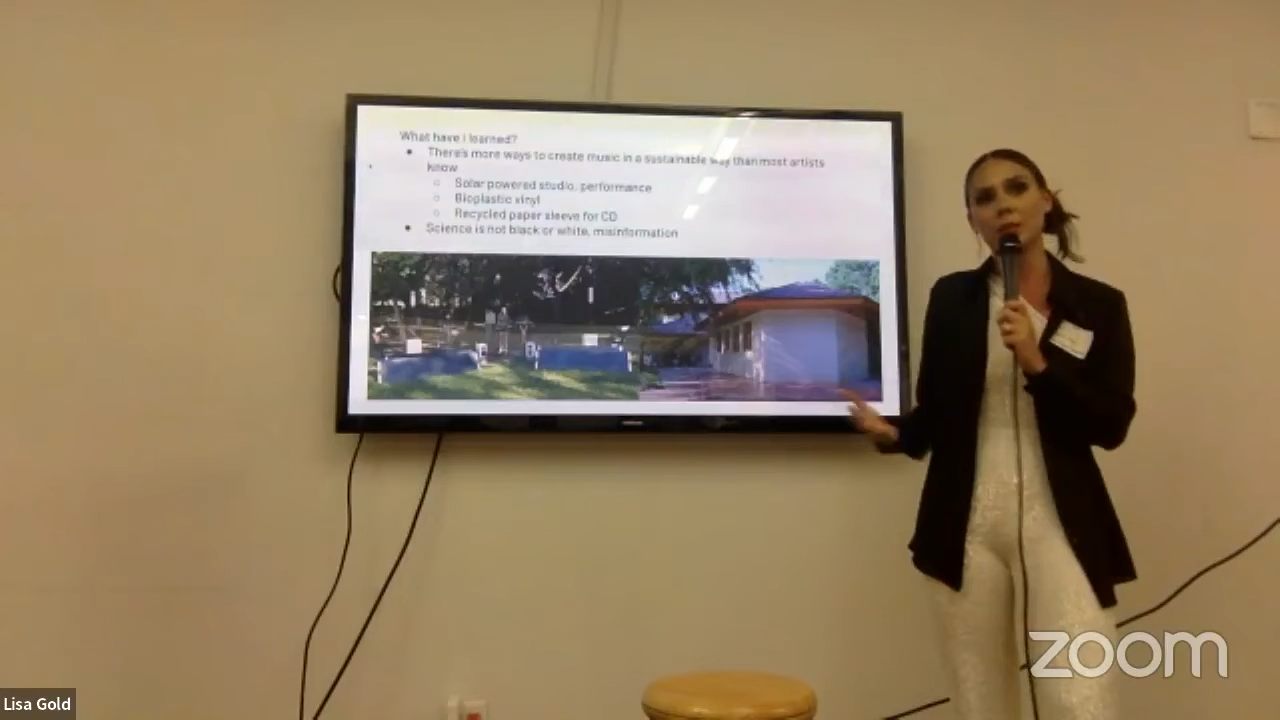 What have I learned?
• There's more ways to create music in a sustainable way than most artists
know
○ Solar powered studio, performance
○ Bioplastic vinyl
○ Recycled paper sleeve for CD
• Science is not black or white, misinformation
zoom
Lisa Gold